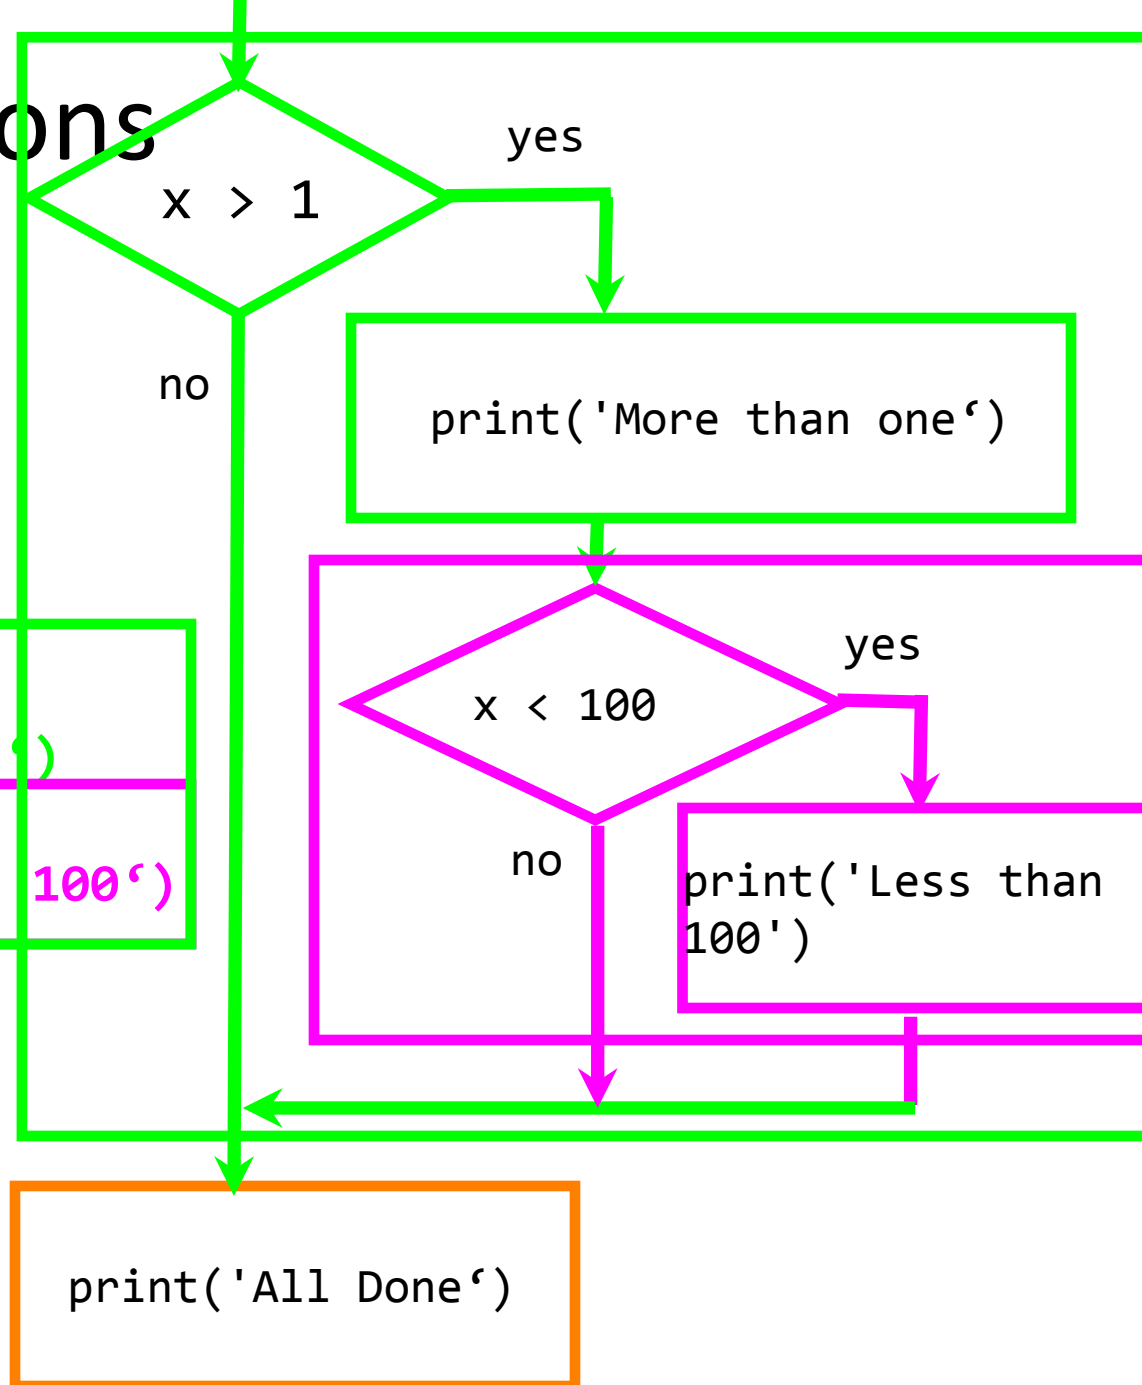 ons
yes
x > 1
no
print('More than one‘)
yes
x < 100
‘)
no
100‘)
print('Less than
100')
print('All Done‘)